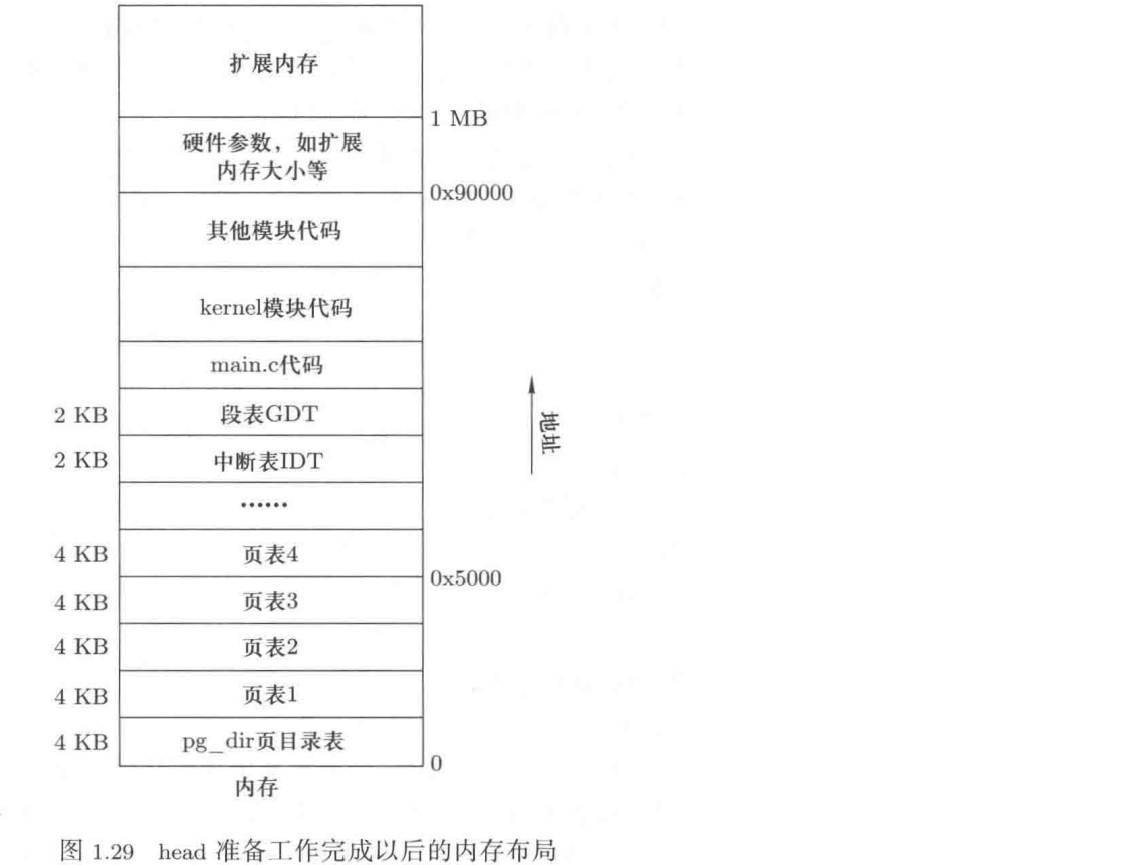 扩展内存
1 MB
硬件参数，如扩展
内存大小等
0x90000
其他模块代码
kernel模块代码
main.c代码
2 KB 段表GDT
地址
2 KB 中断表IDT
······
4 KB 页表4
0x5000
4 KB 页表3
4 KB 页表2
4 KB 页表1
4 KB pg_dir页目录表
0
内存
图 1.29 head 准备工作完成以后的内存布局